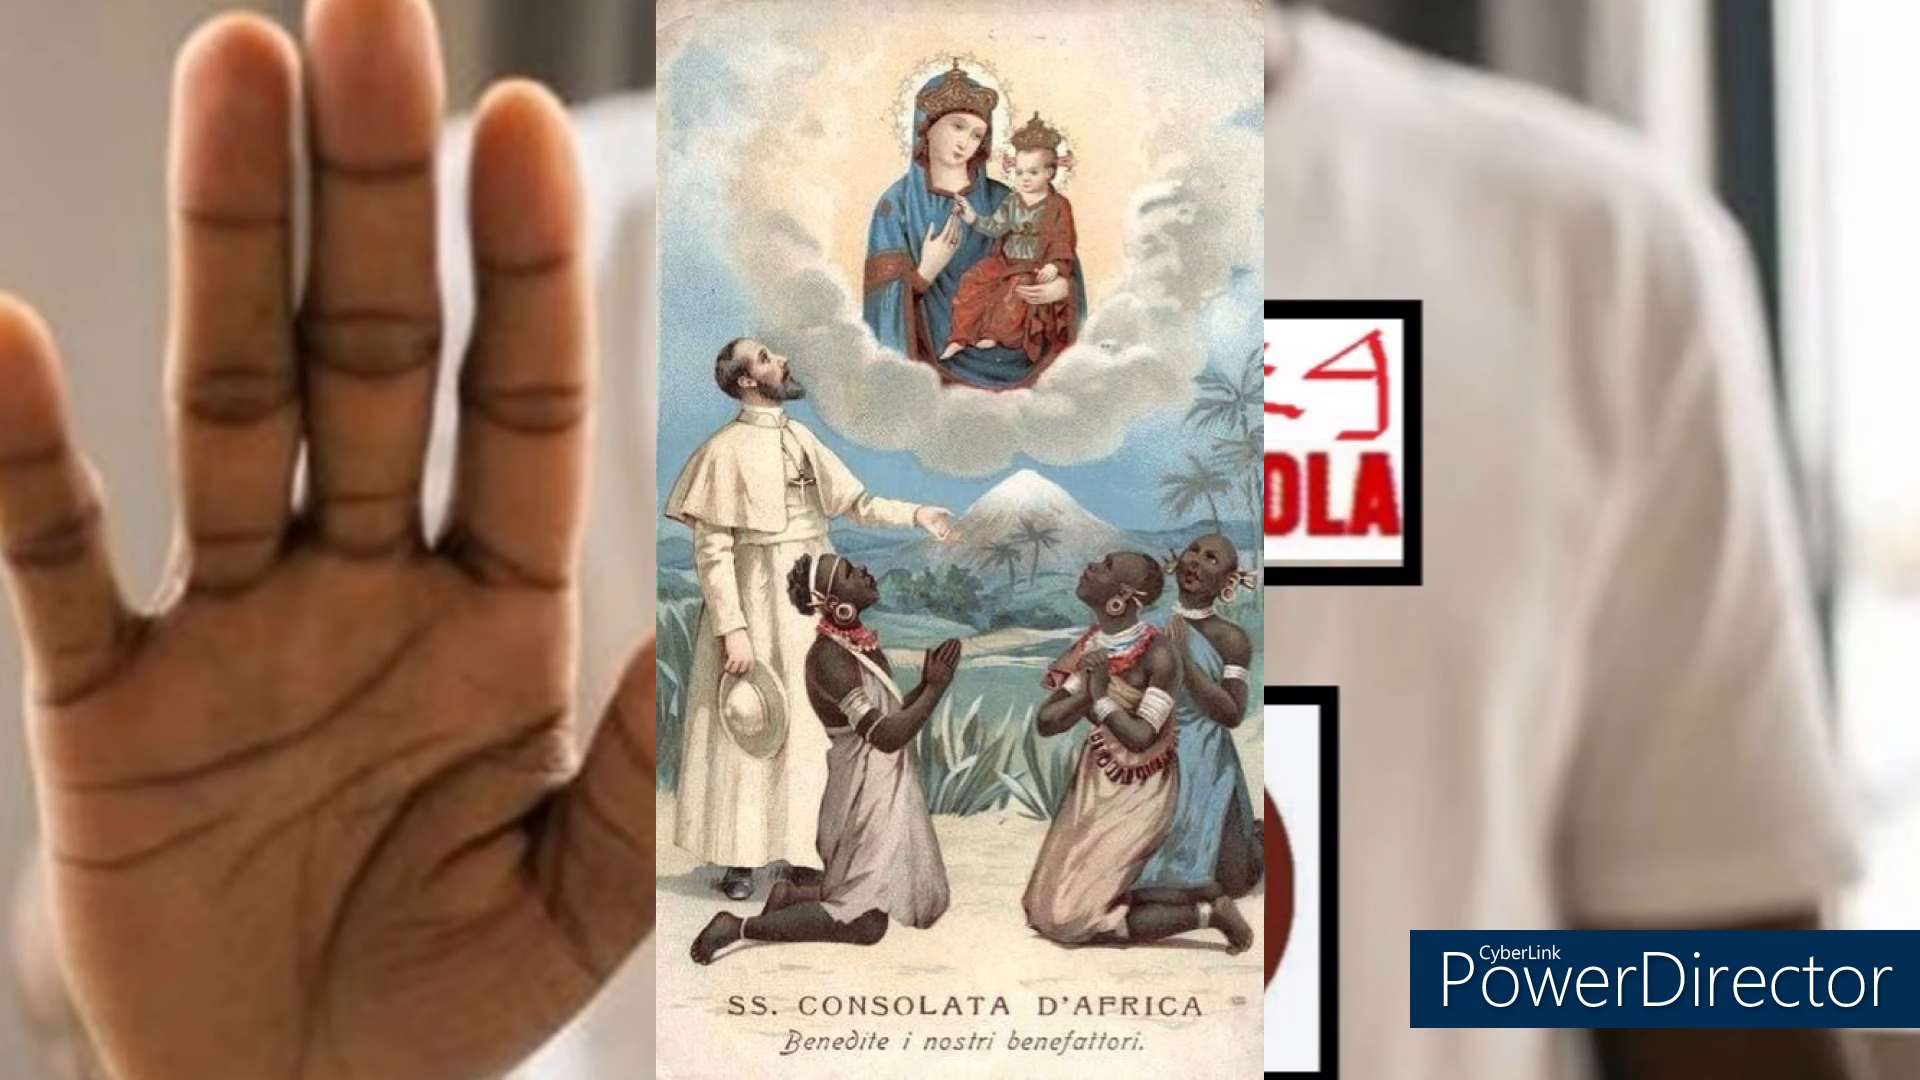 OLA
SS. CONSOLATA D'AFRICA
Benedite i nostri benefattori.
CyberLink
PowerDirector